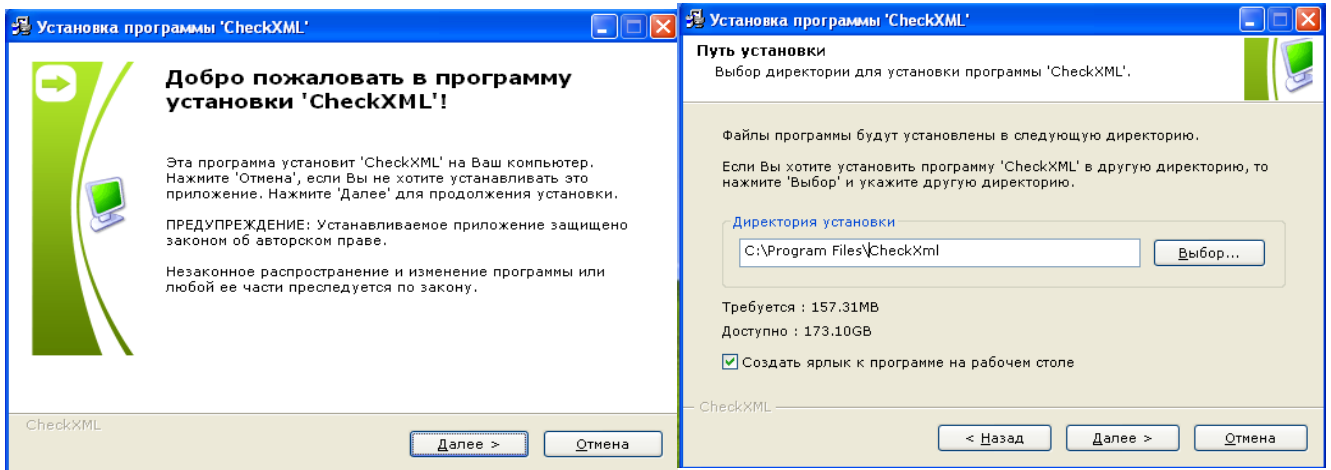 Установка программы 'CheckXML'
Добро пожаловать в программу
установки 'CheckXML'!
Эта программа установит 'CheckXML' на Ваш компьютер.
Нажмите 'Отмена', если Вы не хотите устанавливать это
приложение. Нажмите 'Далее' для продолжения установки.
ПРЕДУПРЕЖДЕНИЕ: Устанавливаемое приложение защищено
законом об авторском праве.
Незаконное распространение и изменение программы или
любой ее части преследуется по закону.
CheckXML
Далее >
Отмена
Установка программы 'CheckXML'
Путь установки
Выбор директории для установки программы 'CheckXML'.
Файлы программы будут установлены в следующую директорию.
Если Вы хотите установить программу 'CheckXML' в другую директорию, то
нажмите 'Выбор' и укажите другую директорию.
Директория установки
C:\Program Files\CheckXml
Выбор...
Требуется : 157.31MB
Доступно : 173.10GB
Создать ярлык к программе на рабочем столе
CheckXML
< Назад
Далее >
Отмена